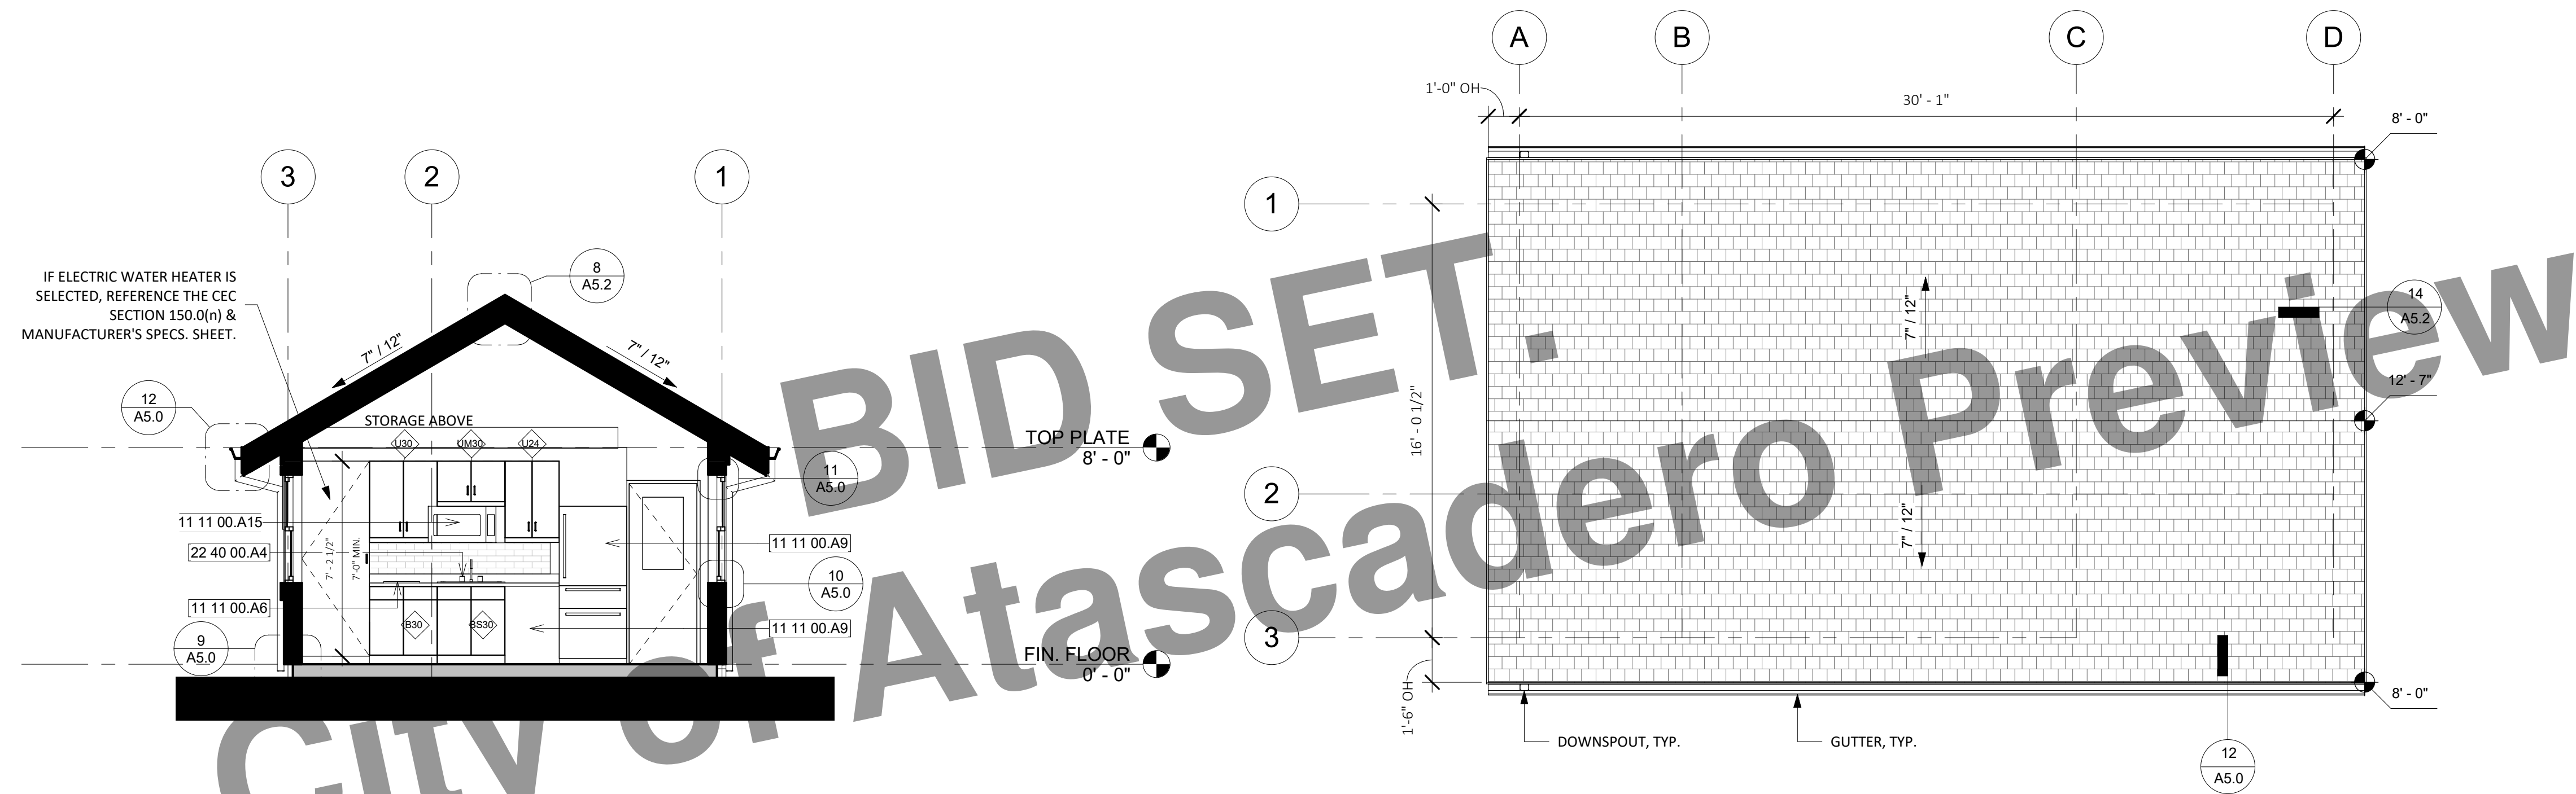 3
2
1
IF ELECTRIC WATER HEATER IS
SELECTED, REFERENCE THE CEC
SECTION 150.0(n) &
MANUFACTURER'S SPECS. SHEET.
8
A5.2
7" / 12"
7" / 12"
12
A5.0
STORAGE ABOVE
U30
UM30
U24
TOP PLATE
8' - 0"
11
A5.0
11 11 00.A15
22 40 00.A4
11 11 00.A6
7' - 2 1/2"
7'-0" MIN.
11 11 00.A9
10
A5.0
B30
BS30
11 11 00.A9
9
A5.0
FIN. FLOOR
0' - 0"
A
B
C
D
1'-0" OH
30' - 1"
8' - 0"
1
2
3
16' - 0 1/2"
1'-6" OH
7" / 12"
7" / 12"
14
A5.2
12' - 7"
8' - 0"
DOWNSPOUT, TYP.
GUTTER, TYP.
12
A5.0
BID SET.
City of Atascadero Preview